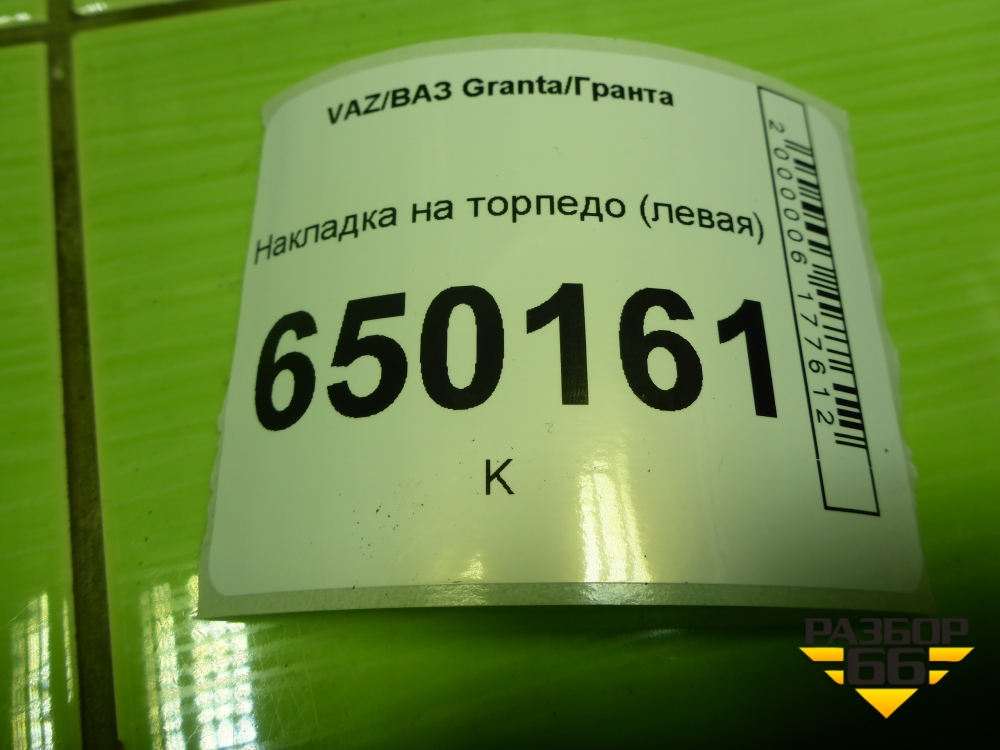 VAZ/ВАЗ Granta/Гранта
Накладка на торпедо (левая)
650161
К
2000006177612
РАЗБОР
66